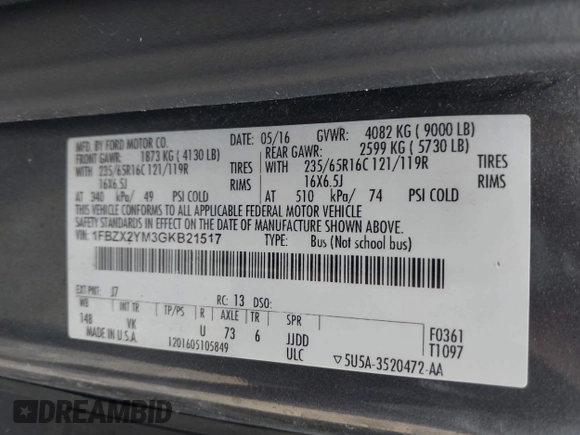 MFD. BY FORD MOTOR CO.
DATE: 05/16 GVWR: 4082 KG ( 9000 LB)
FRONT GAWR: 1873 KG ( 4130 LB) REAR GAWR: 2599 KG ( 5730 LB)
WITH 235/65R16C 121/119R TIRES WITH 235/65R16C 121/119R TIRES
16X6.5J RIMS 16X6.5J RIMS
AT 340 kPa/ 49 PSI COLD AT 510 kPa/ 74 PSI COLD
THIS VEHICLE CONFORMS TO ALL APPLICABLE FEDERAL MOTOR VEHICLE
SAFETY STANDARDS IN EFFECT ON THE DATE OF MANUFACTURE SHOWN ABOVE.
VIN: 1FBZX2YM3GKB21517 TYPE: Bus (Not school bus)
EXT PNT: J7 RC: 13 DSO:
WB INT TR TP/PS R AXLE TR SPR
148 VK U 73 6 JJDD F0361
MADE IN U.S.A. 1201605105849 ULC T1097
▽5U5A-3520472-AA
DREAMBID